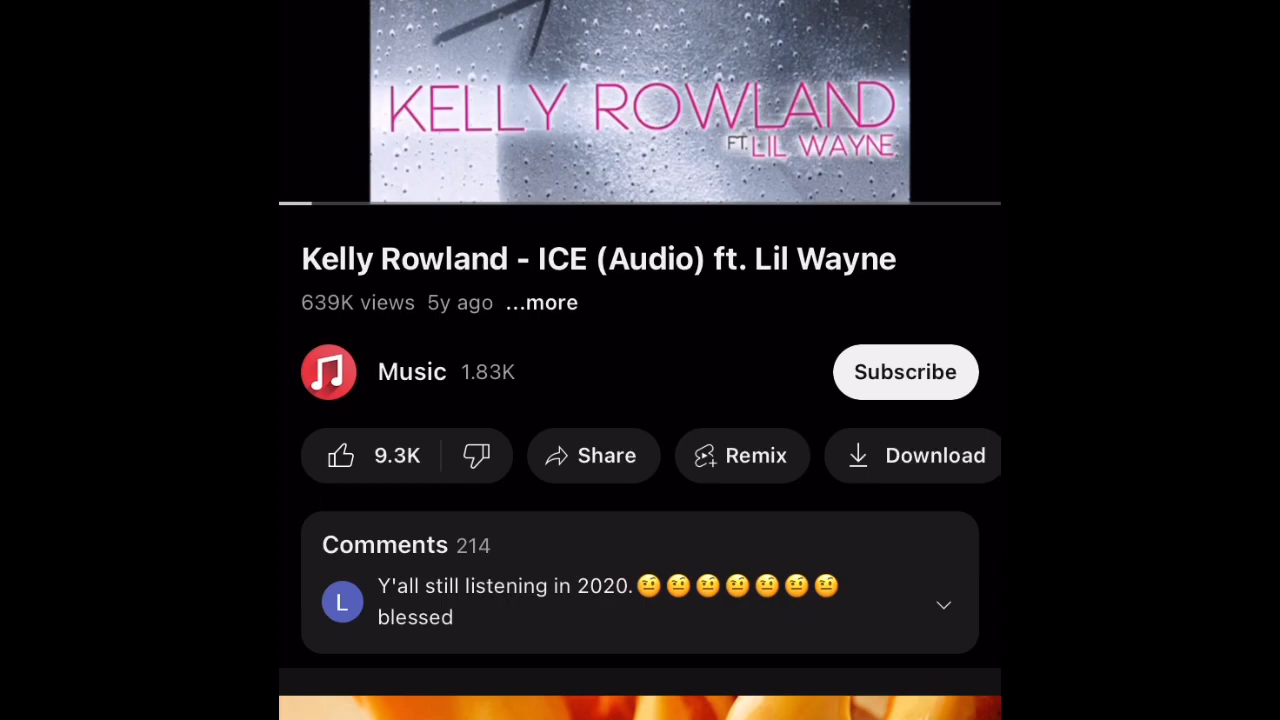 KELLY ROWLAND
FT. LIL WAYNE
Kelly Rowland - ICE (Audio) ft. Lil Wayne
639K views 5y ago ...more
Music 1.83K Subscribe
9.3K Share Remix Download
Comments 214
L Y'all still listening in 2020.🤨🤨🤨🤨🤨🤨🤨
blessed